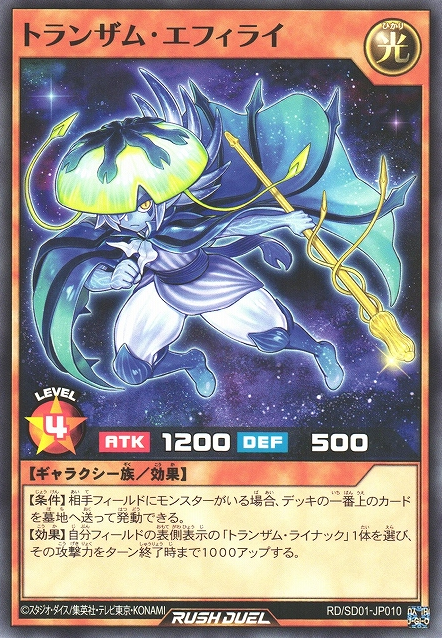 トランザム・エフィライ
ひかり
光
LEVEL
4
ATK 1200 DEF 500
【ギャラクシー族／効果】
【条件】相手フィールドにモンスターがいる場合、デッキの一番上のカード
を墓地へ送って発動できる。
【効果】自分フィールドの表側表示の「トランザム・ライナック」1体を選び、
その攻撃力をターン終了時まで1000アップする。
©スタジオ・ダイス/集英社・テレビ東京・KONAMI
RUSH DUEL
RD/SD01-JP010